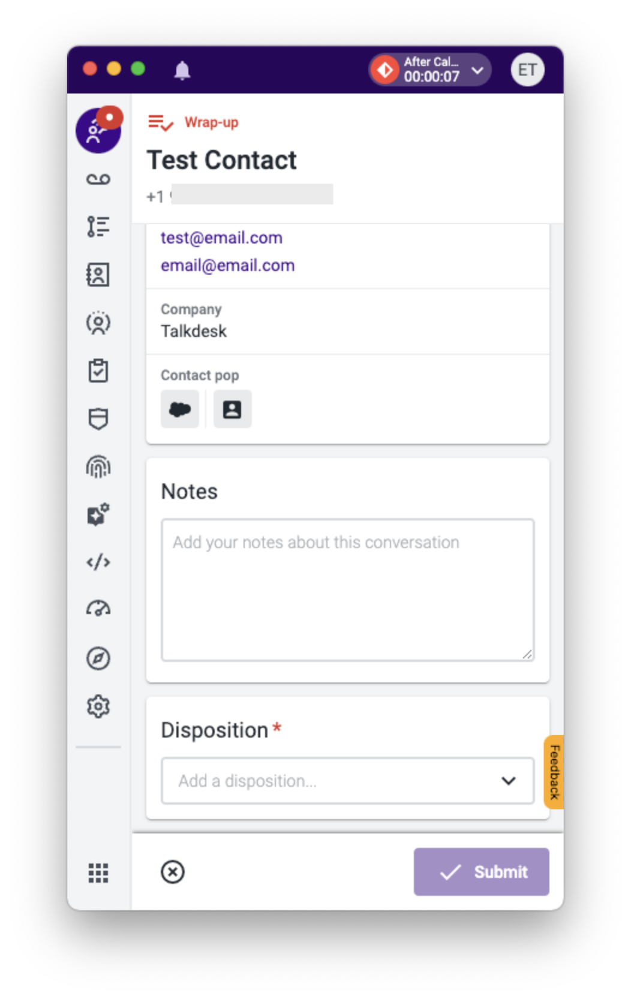 After Cal...
00:00:07
ET
Wrap-up
Test Contact
+1
test@email.com
email@email.com
Company
Talkdesk
Contact pop
Notes
Add your notes about this conversation
Disposition *
Add a disposition...
Feedback
Submit